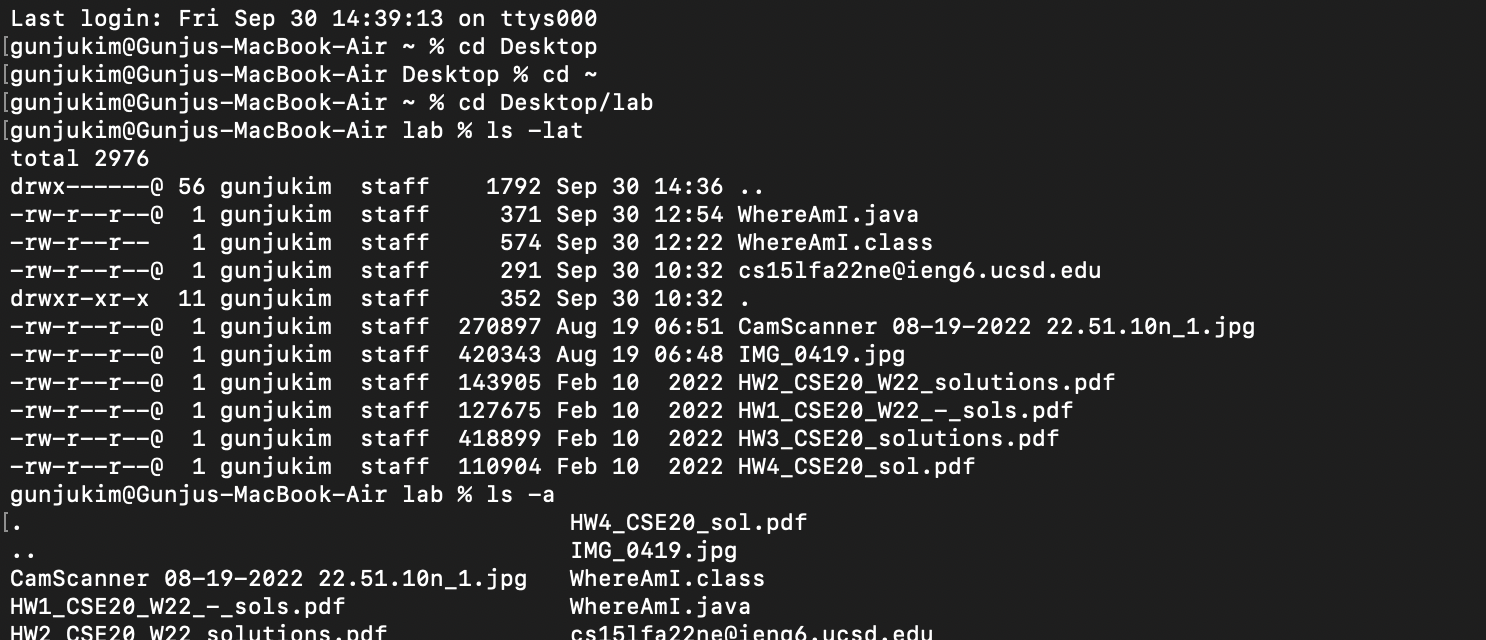 Last login: Fri Sep 30 14:39:13 on ttys000
[gunjukim@Gunjus-MacBook-Air ~ % cd Desktop
[gunjukim@Gunjus-MacBook-Air Desktop % cd ~
[gunjukim@Gunjus-MacBook-Air ~ % cd Desktop/lab
[gunjukim@Gunjus-MacBook-Air lab % ls -lat
total 2976
drwx------@ 56 gunjukim  staff    1792 Sep 30 14:36 ..
-rw-r--r--@  1 gunjukim  staff     371 Sep 30 12:54 WhereAmI.java
-rw-r--r--   1 gunjukim  staff     574 Sep 30 12:22 WhereAmI.class
-rw-r--r--@  1 gunjukim  staff     291 Sep 30 10:32 cs15lfa22ne@ieng6.ucsd.edu
drwxr-xr-x  11 gunjukim  staff     352 Sep 30 10:32 .
-rw-r--r--@  1 gunjukim  staff  270897 Aug 19 06:51 CamScanner 08-19-2022 22.51.10n_1.jpg
-rw-r--r--@  1 gunjukim  staff  420343 Aug 19 06:48 IMG_0419.jpg
-rw-r--r--@  1 gunjukim  staff  143905 Feb 10  2022 HW2_CSE20_W22_solutions.pdf
-rw-r--r--@  1 gunjukim  staff  127675 Feb 10  2022 HW1_CSE20_W22_-_sols.pdf
-rw-r--r--@  1 gunjukim  staff  418899 Feb 10  2022 HW3_CSE20_solutions.pdf
-rw-r--r--@  1 gunjukim  staff  110904 Feb 10  2022 HW4_CSE20_sol.pdf
gunjukim@Gunjus-MacBook-Air lab % ls -a
[.                                       HW4_CSE20_sol.pdf
..                                      IMG_0419.jpg
CamScanner 08-19-2022 22.51.10n_1.jpg   WhereAmI.class
HW1_CSE20_W22_-_sols.pdf                WhereAmI.java
HW2_CSE20_W22_solutions.pdf             cs15lfa22ne@ieng6.ucsd.edu